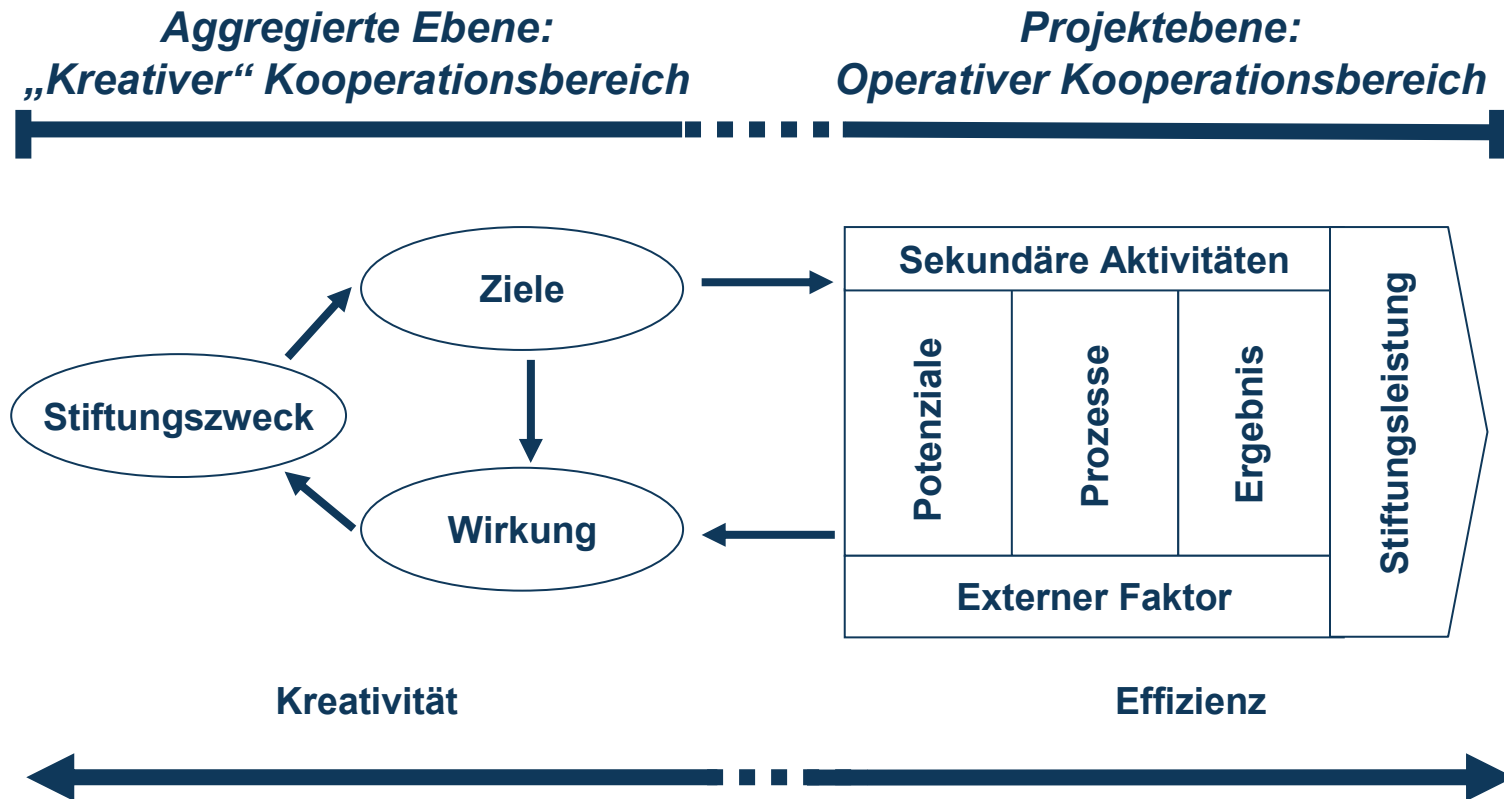 Aggregierte Ebene:
„Kreativer“ Kooperationsbereich
Projektebene:
Operativer Kooperationsbereich
Ziele
Stiftungszweck
Wirkung
Sekundäre Aktivitäten
Potenziale
Prozesse
Ergebnis
Externer Faktor
Stiftungsleistung
Kreativität
Effizienz